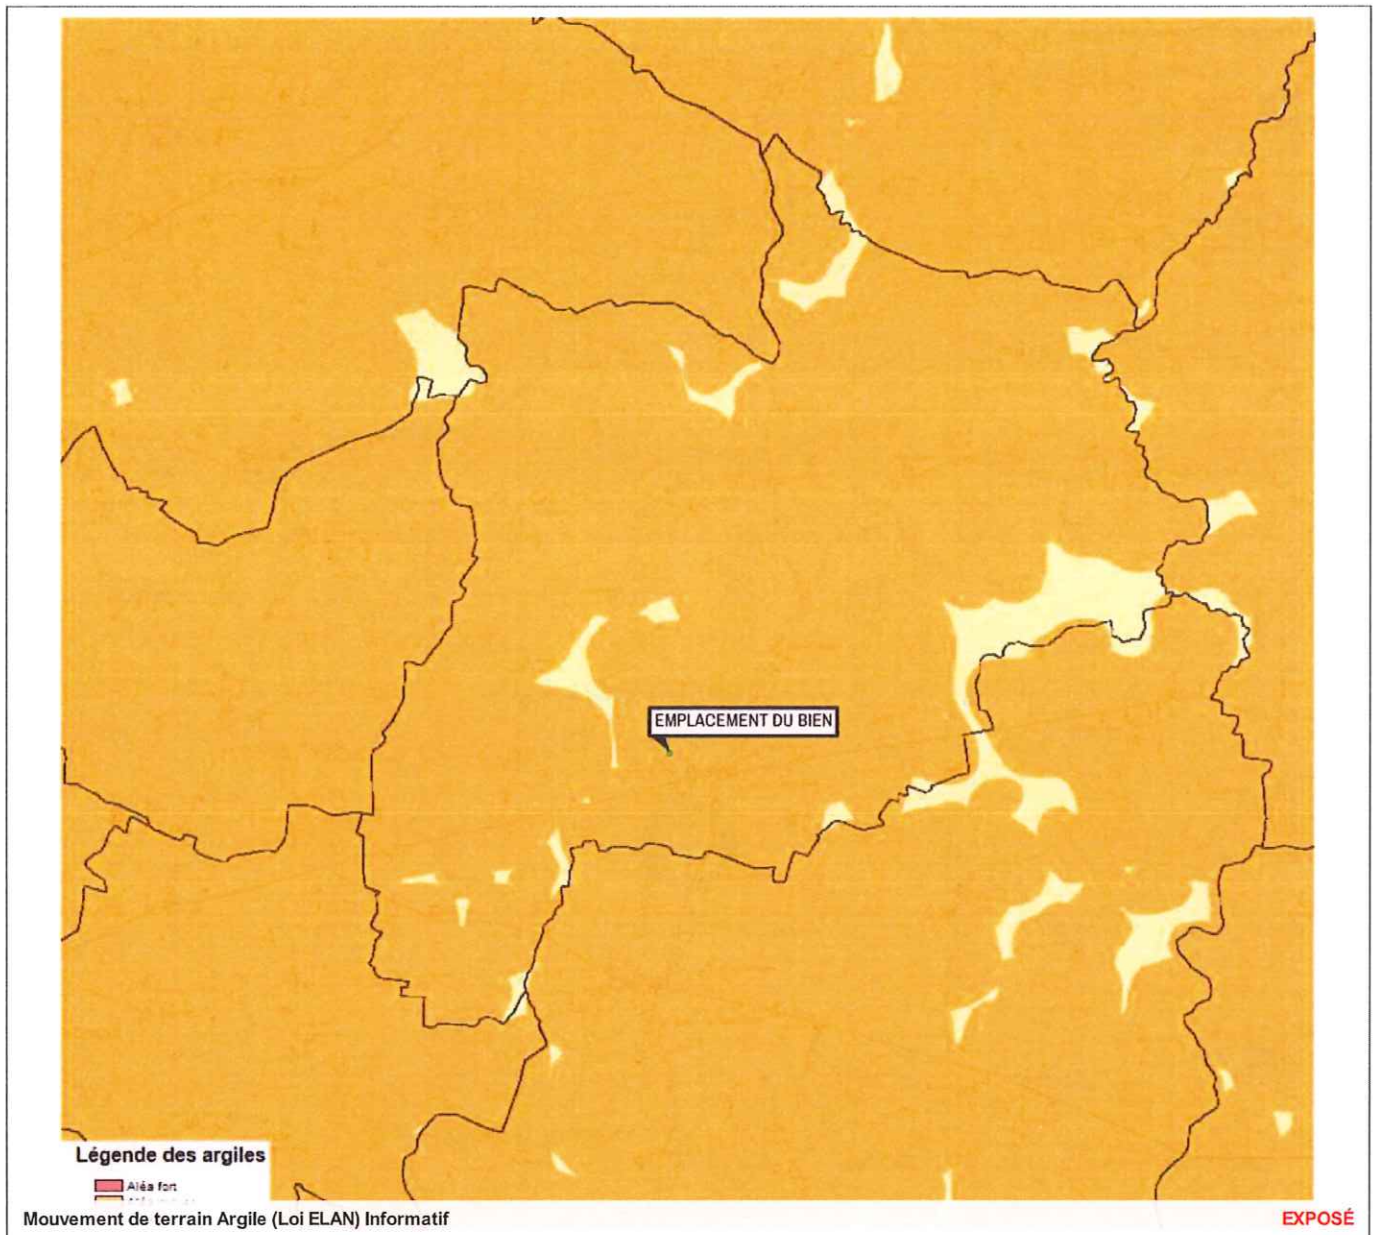 EMPLACEMENT DU BIEN
Légende des argiles
Aléa fort
Mouvement de terrain Argile (Loi ELAN) Informatif
EXPOSÉ